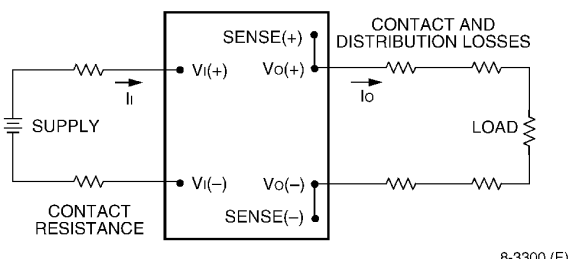 CONTACT AND
DISTRIBUTION LOSSES
SENSE(+)
VI(+)
VO(+)
II
IO
SUPPLY
LOAD
VI(–)
VO(–)
CONTACT
RESISTANCE
SENSE(–)
8-3300 (F)